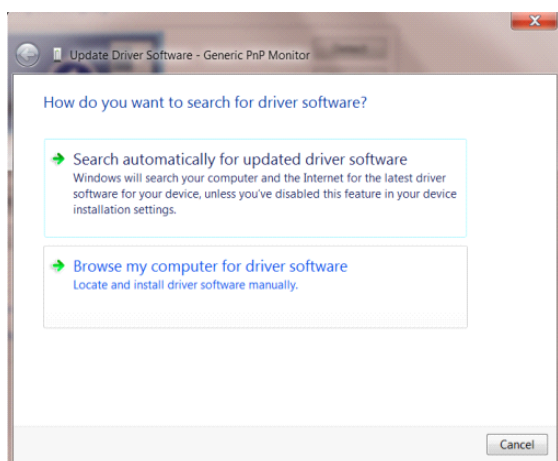 Update Driver Software - Generic PnP Monitor
How do you want to search for driver software?
Search automatically for updated driver software
Windows will search your computer and the Internet for the latest driver
software for your device, unless you've disabled this feature in your device
installation settings.
Browse my computer for driver software
Locate and install driver software manually.
Cancel